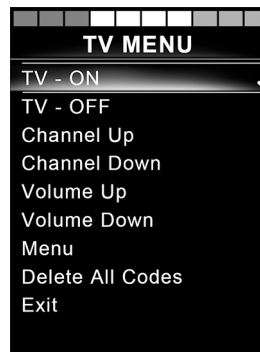 TV MENU
TV - ON
TV - OFF
Channel Up
Channel Down
Volume Up
Volume Down
Menu
Delete All Codes
Exit